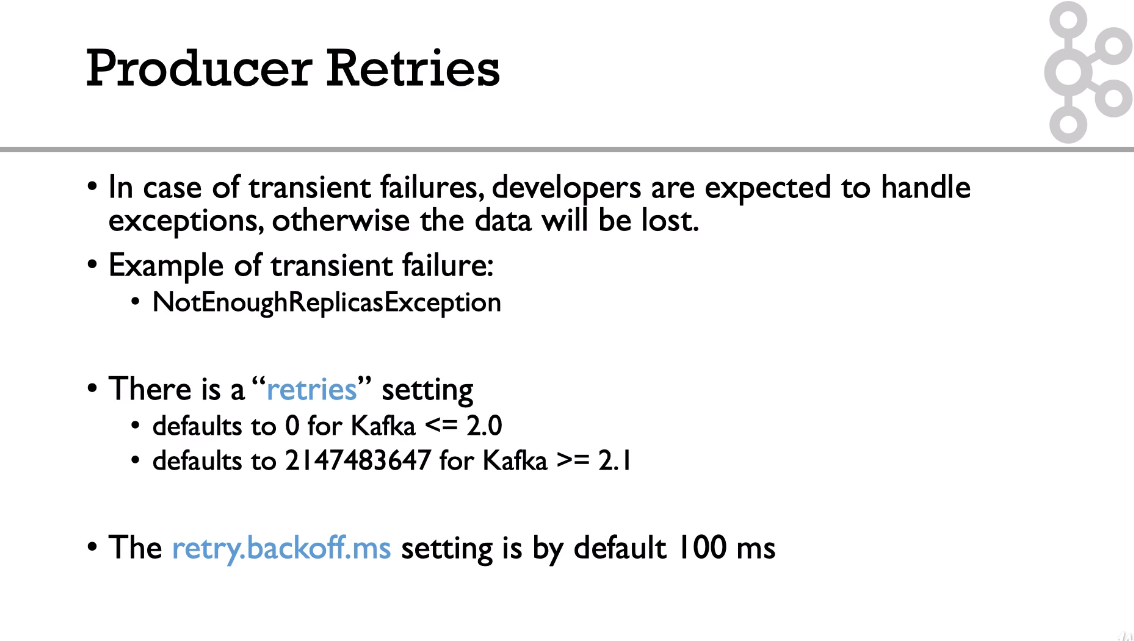 Producer Retries
• In case of transient failures, developers are expected to handle
exceptions, otherwise the data will be lost.
• Example of transient failure:
• NotEnoughReplicasException
• There is a “retries” setting
• defaults to 0 for Kafka <= 2.0
• defaults to 2147483647 for Kafka >= 2.1
• The retry.backoff.ms setting is by default 100 ms